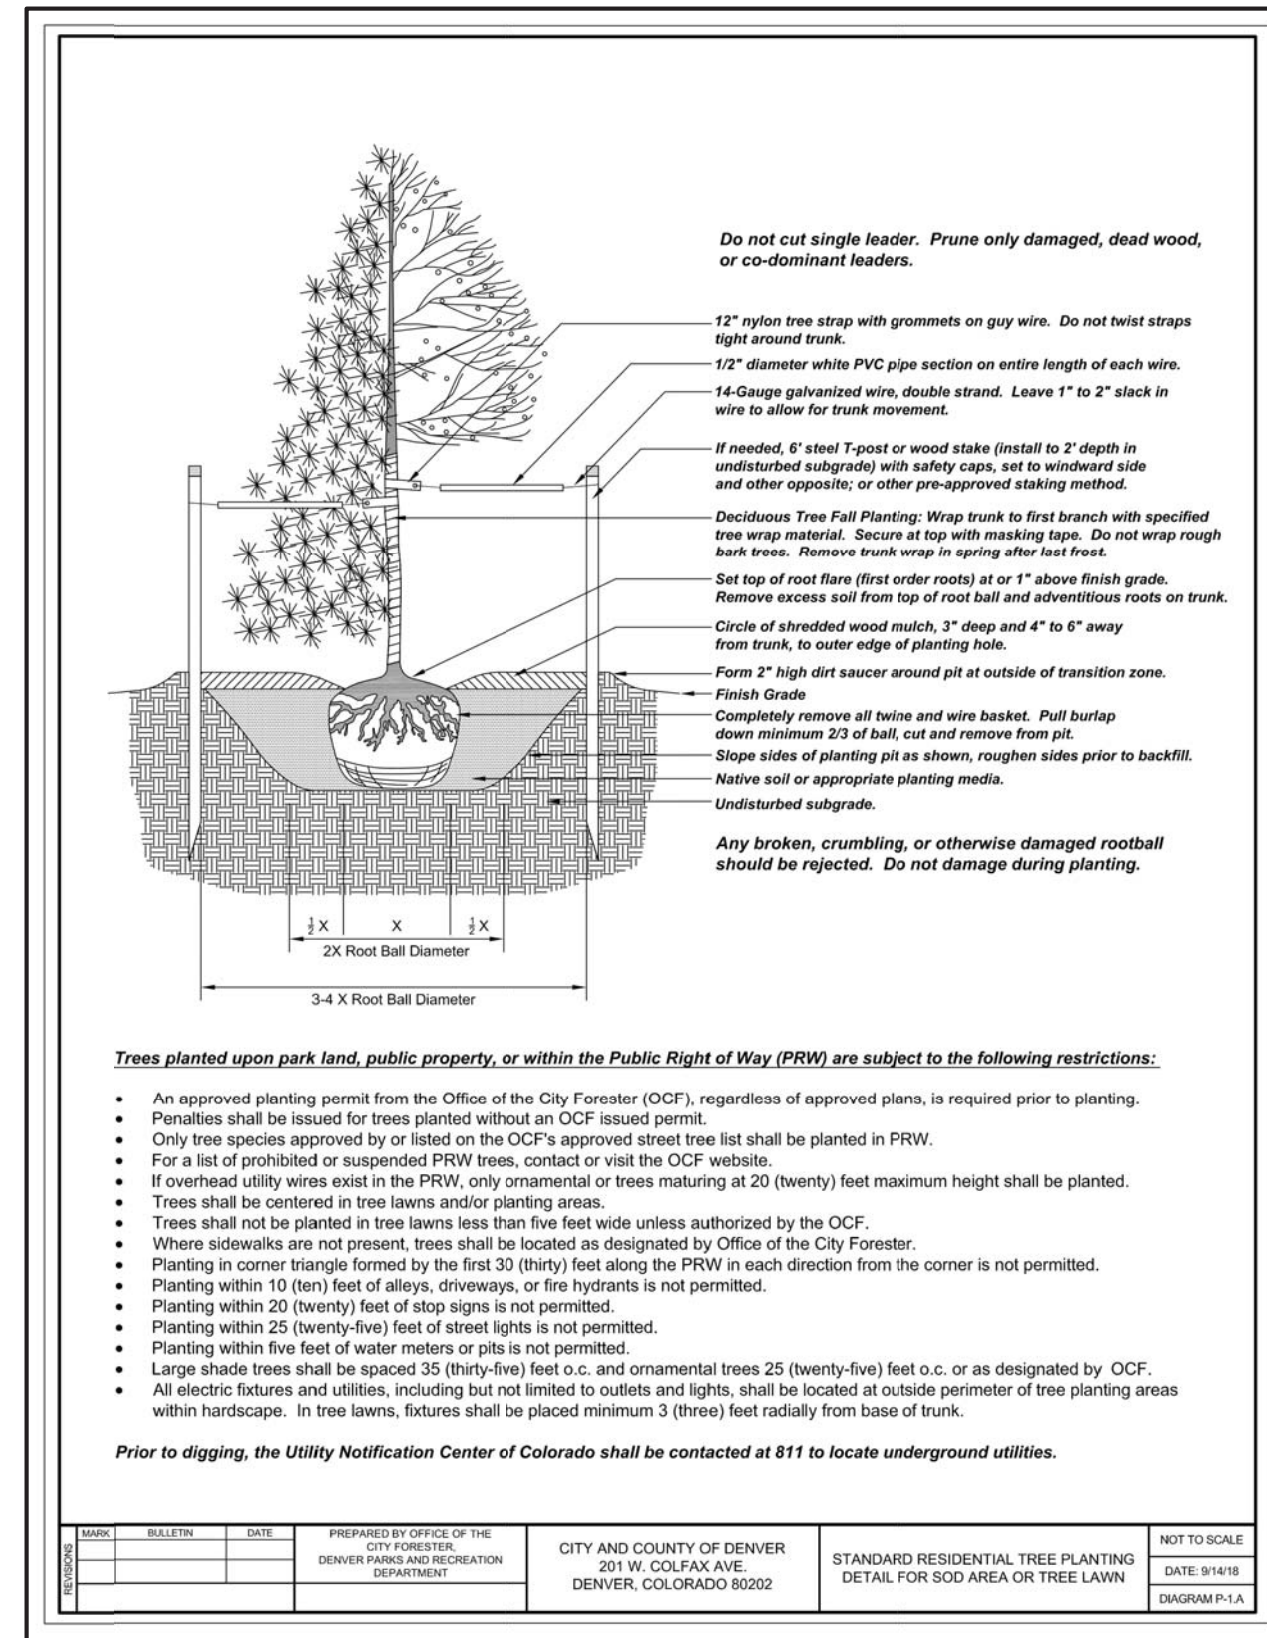 Do not cut single leader. Prune only damaged, dead wood,
or co-dominant leaders.
12" nylon tree strap with grommets on guy wire. Do not twist straps
tight around trunk.
1/2" diameter white PVC pipe section on entire length of each wire.
14-Gauge galvanized wire, double strand. Leave 1" to 2" slack in
wire to allow for trunk movement.
If needed, 6' steel T-post or wood stake (install to 2' depth in
undisturbed subgrade) with safety caps, set to windward side
and other opposite; or other pre-approved staking method.
Deciduous Tree Fall Planting: Wrap trunk to first branch with specified
tree wrap material. Secure at top with masking tape. Do not wrap rough
bark trees. Remove trunk wrap in spring after last frost.
Set top of root flare (first order roots) at or 1" above finish grade.
Remove excess soil from top of root ball and adventitious roots on trunk.
Circle of shredded wood mulch, 3" deep and 4" to 6" away
from trunk, to outer edge of planting hole.
Form 2" high dirt saucer around pit at outside of transition zone.
Finish Grade
Completely remove all twine and wire basket. Pull burlap
down minimum 2/3 of ball, cut and remove from pit.
Slope sides of planting pit as shown, roughen sides prior to backfill.
Native soil or appropriate planting media.
Undisturbed subgrade.
Any broken, crumbling, or otherwise damaged rootball
should be rejected. Do not damage during planting.
½ X X ½ X
2X Root Ball Diameter
3-4 X Root Ball Diameter
Trees planted upon park land, public property, or within the Public Right of Way (PRW) are subject to the following restrictions:
• An approved planting permit from the Office of the City Forester (OCF), regardless of approved plans, is required prior to planting.
• Penalties shall be issued for trees planted without an OCF issued permit.
• Only tree species approved by or listed on the OCF's approved street tree list shall be planted in PRW.
• For a list of prohibited or suspended PRW trees, contact or visit the OCF website.
• If overhead utility wires exist in the PRW, only ornamental or trees maturing at 20 (twenty) feet maximum height shall be planted.
• Trees shall be centered in tree lawns and/or planting areas.
• Trees shall not be planted in tree lawns less than five feet wide unless authorized by the OCF.
• Where sidewalks are not present, trees shall be located as designated by Office of the City Forester.
• Planting in corner triangle formed by the first 30 (thirty) feet along the PRW in each direction from the corner is not permitted.
• Planting within 10 (ten) feet of alleys, driveways, or fire hydrants is not permitted.
• Planting within 20 (twenty) feet of stop signs is not permitted.
• Planting within 25 (twenty-five) feet of street lights is not permitted.
• Planting within five feet of water meters or pits is not permitted.
• Large shade trees shall be spaced 35 (thirty-five) feet o.c. and ornamental trees 25 (twenty-five) feet o.c. or as designated by OCF.
• All electric fixtures and utilities, including but not limited to outlets and lights, shall be located at outside perimeter of tree planting areas
within hardscape. In tree lawns, fixtures shall be placed minimum 3 (three) feet radially from base of trunk.
Prior to digging, the Utility Notification Center of Colorado shall be contacted at 811 to locate underground utilities.
REVISIONS
MARK BULLETIN DATE
PREPARED BY OFFICE OF THE
CITY FORESTER,
DENVER PARKS AND RECREATION
DEPARTMENT
CITY AND COUNTY OF DENVER
201 W. COLFAX AVE.
DENVER, COLORADO 80202
STANDARD RESIDENTIAL TREE PLANTING
DETAIL FOR SOD AREA OR TREE LAWN
NOT TO SCALE
DATE: 9/14/18
DIAGRAM P-1.A